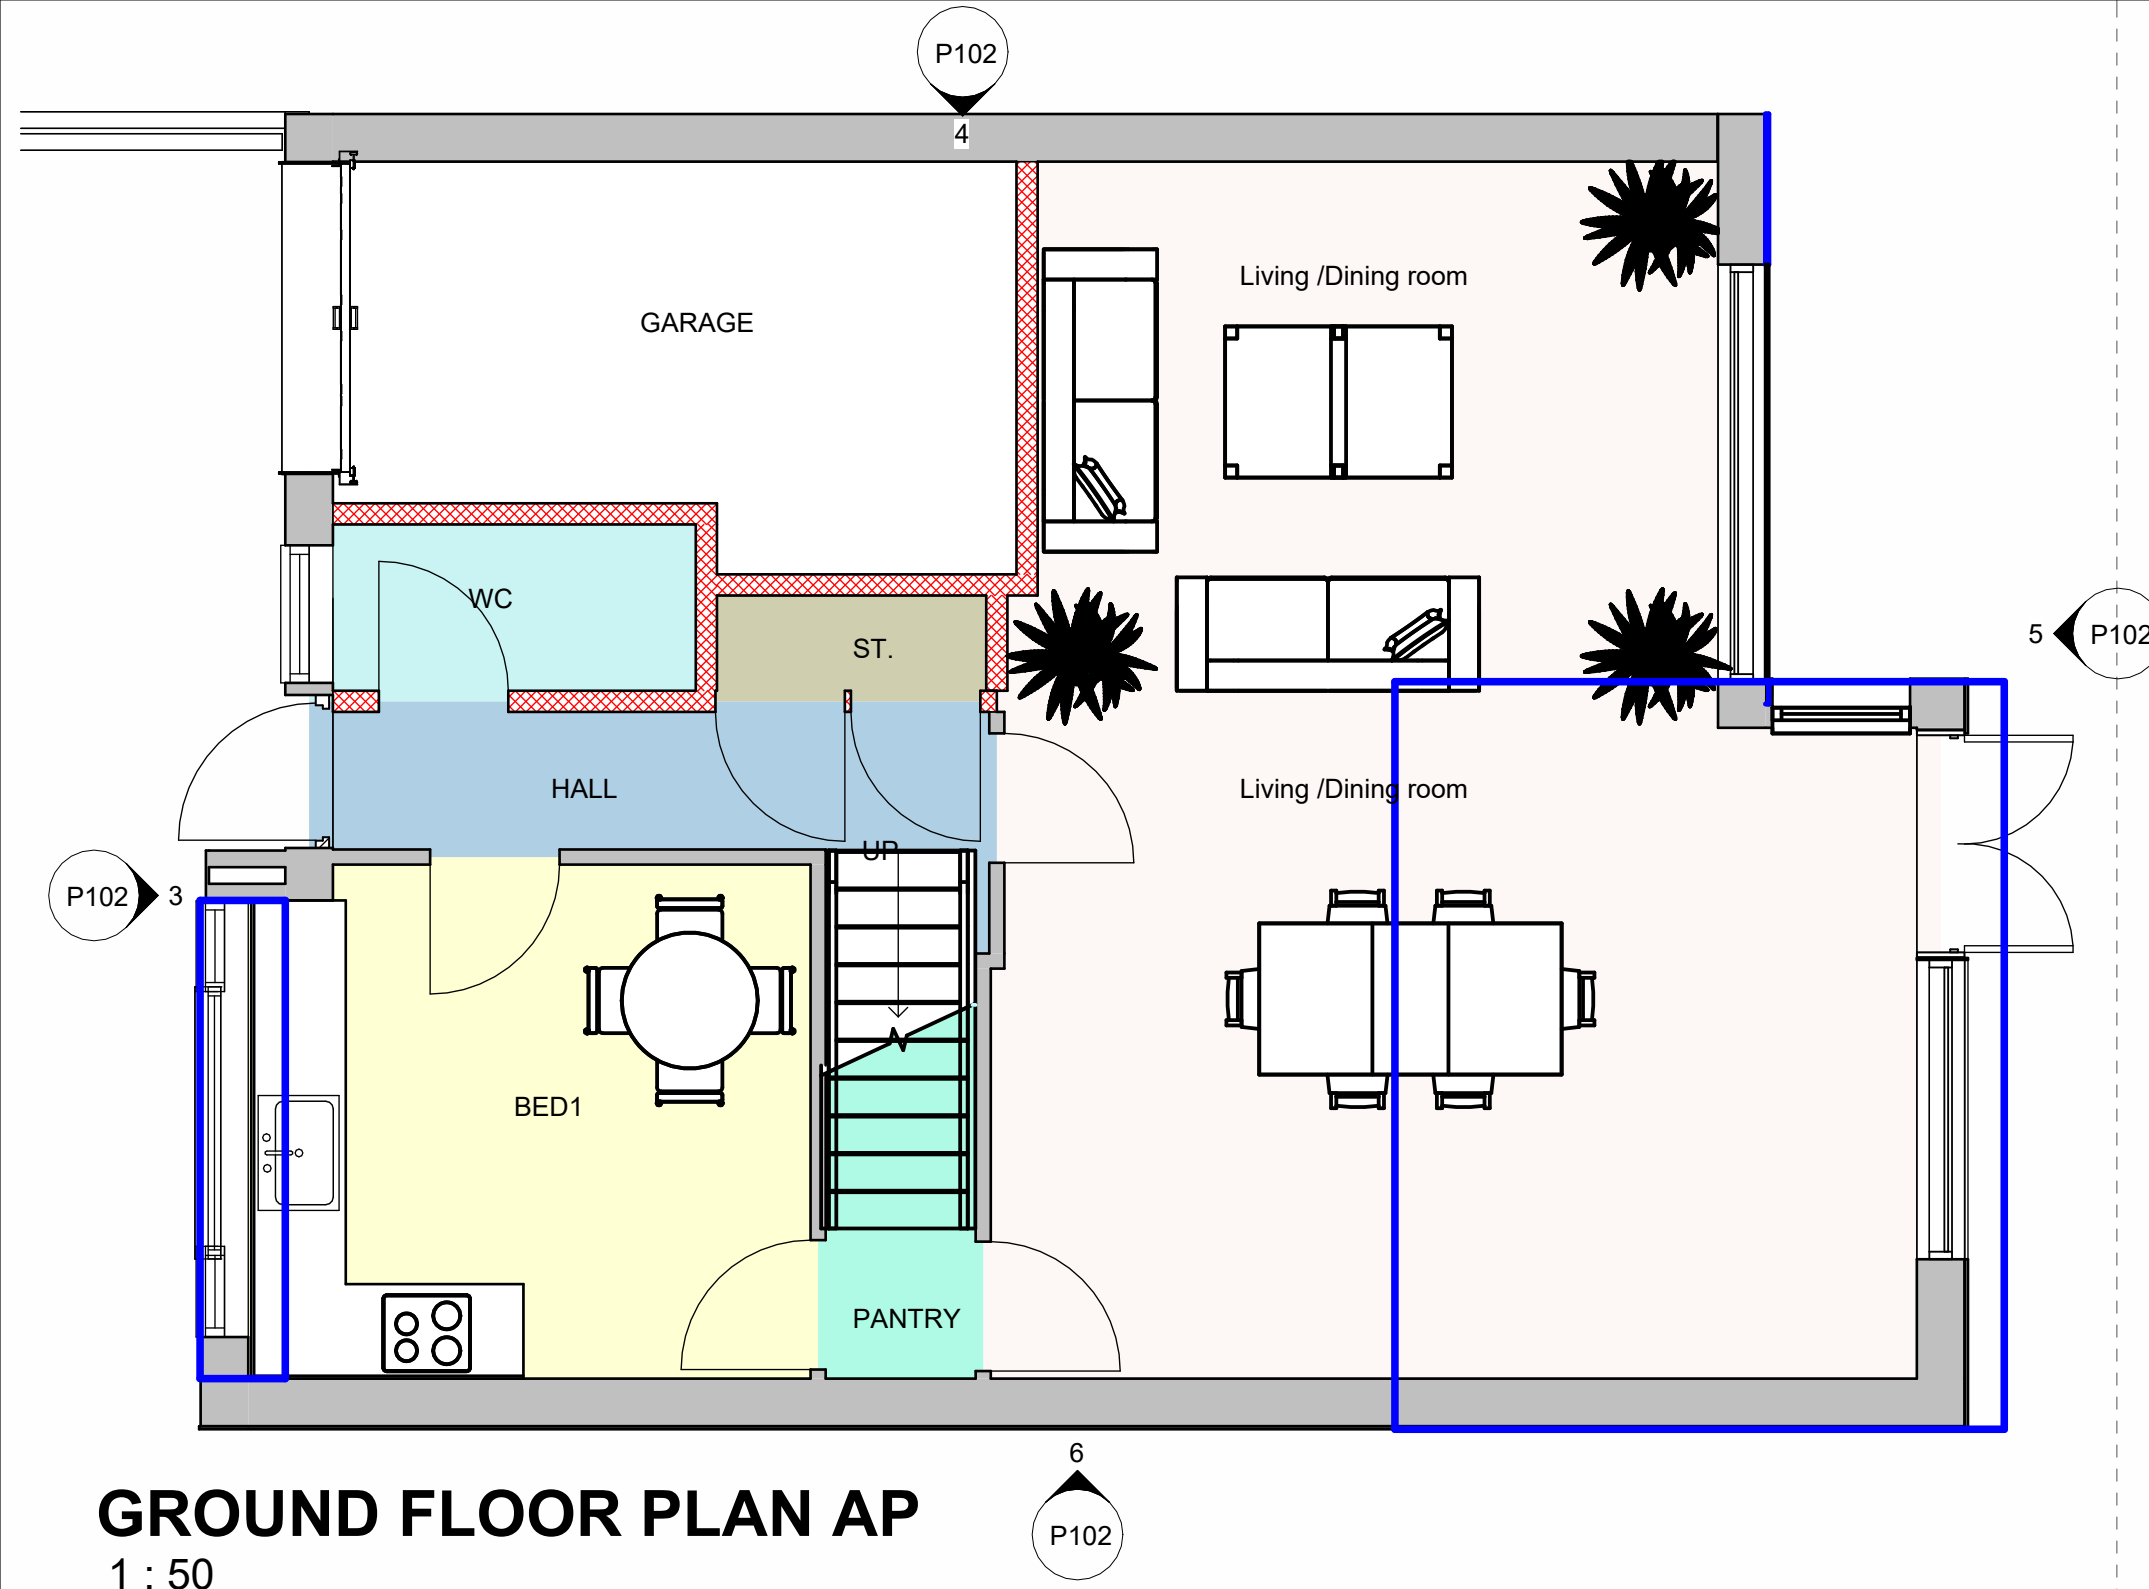 P102
4
Living /Dining room
GARAGE
WC
ST.
5
P102
HALL
Living /Dining room
UP
P102
3
BED1
PANTRY
6
P102
GROUND FLOOR PLAN AP
1 : 50